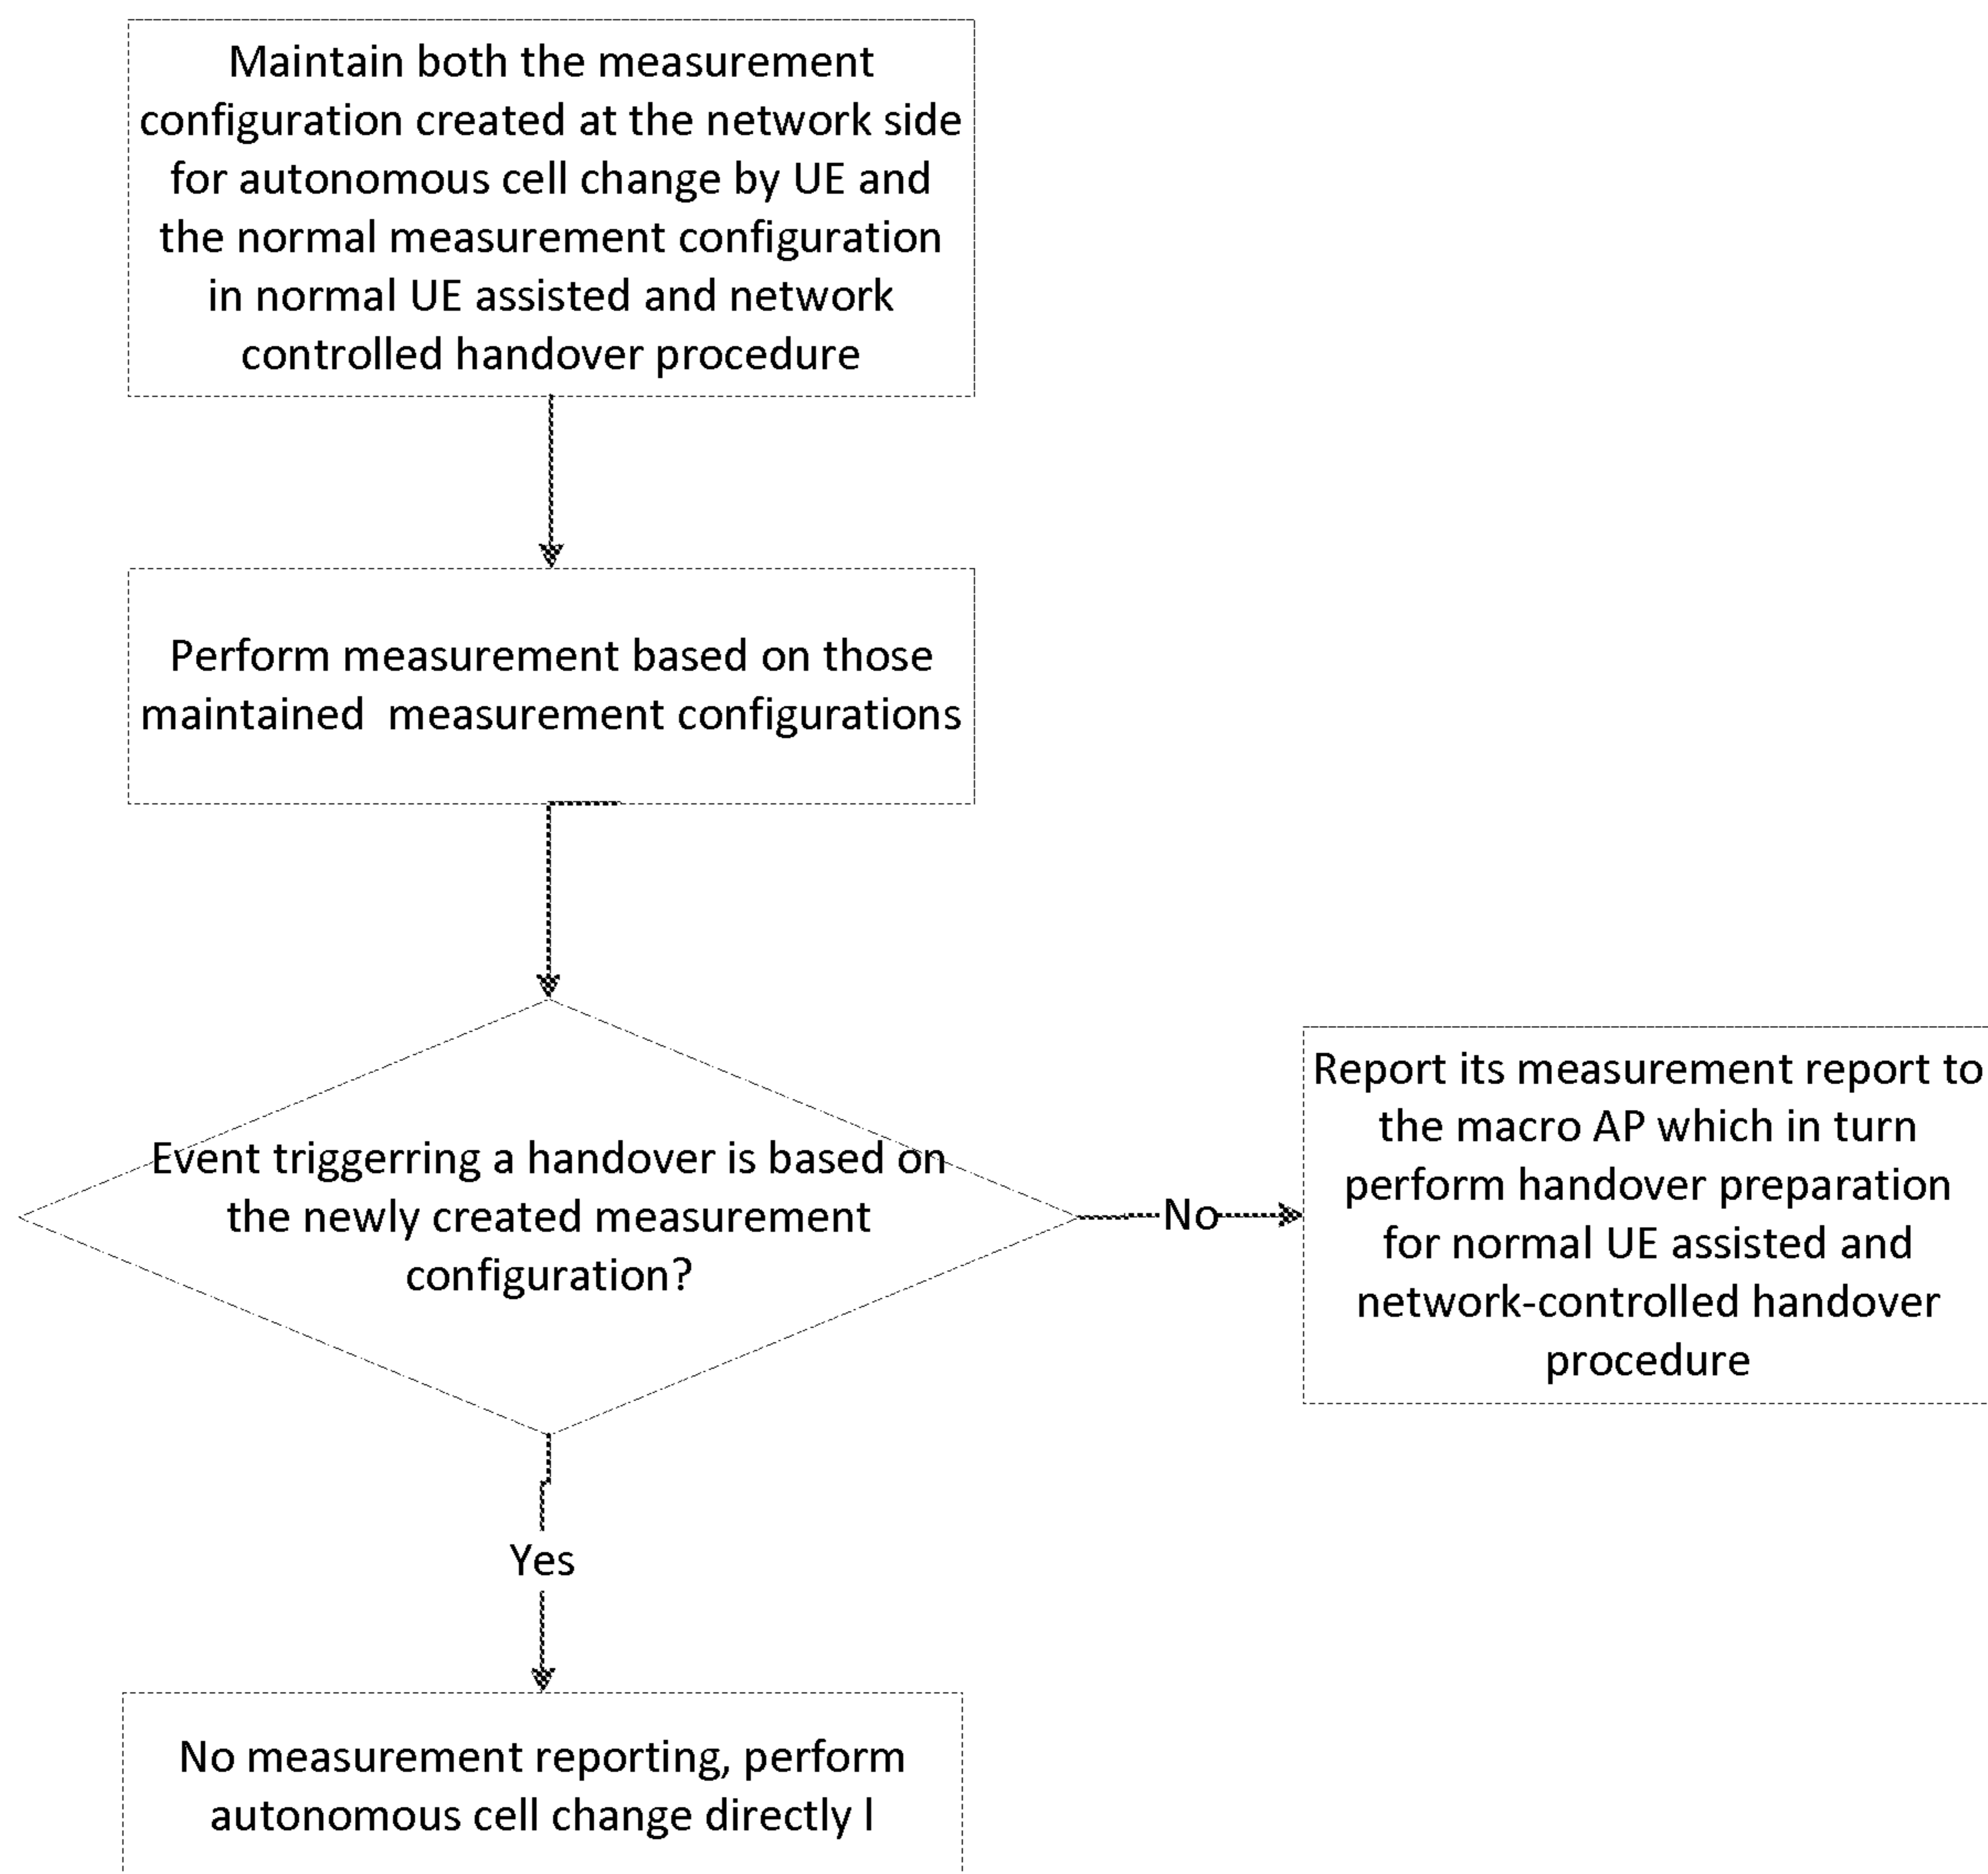 Maintain both the measurement
configuration created at the network side
for autonomous cell change by UE and
the normal measurement configuration
in normal UE assisted and network
controlled handover procedure
Perform measurement based on those
maintained  measurement configurations
Event triggerring a handover is based on
the newly created measurement
configuration?
No
Report its measurement report to
the macro AP which in turn
perform handover preparation
for normal UE assisted and
network-controlled handover
procedure
Yes
No measurement reporting, perform
autonomous cell change directly l